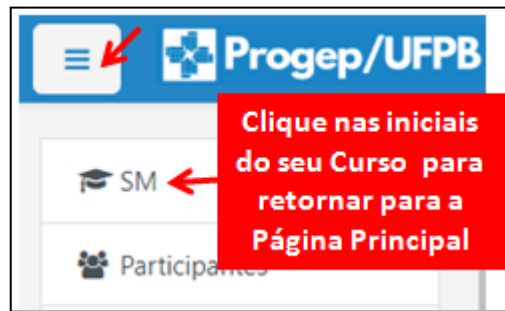 Progep/UFPB
Clique nas iniciais
do seu Curso para
retornar para a
Página Principal
SM
Participantes